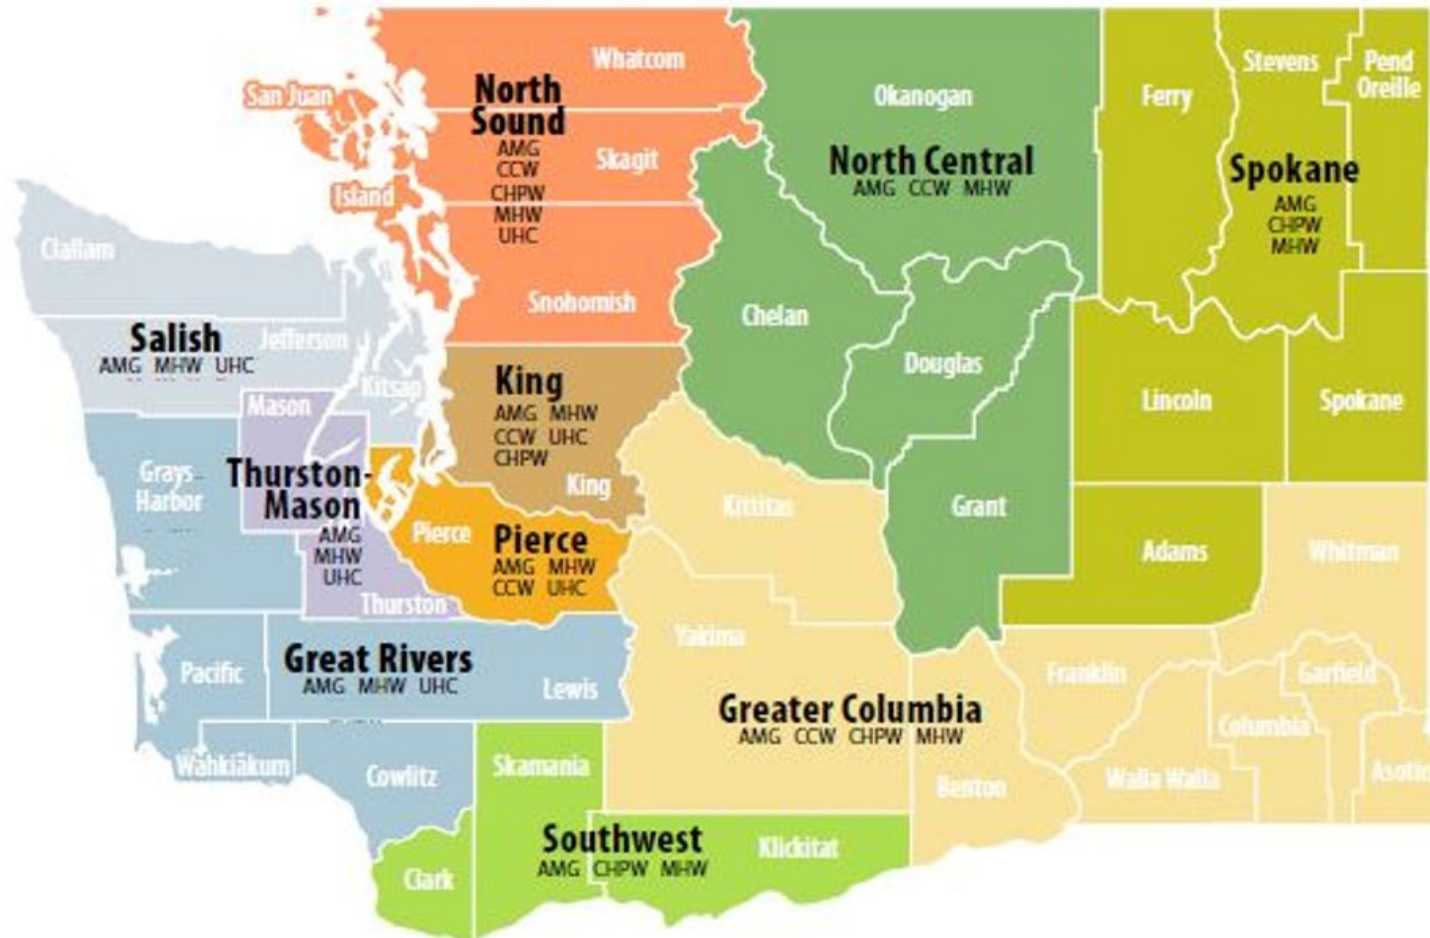 Whatcom
San Juan
North
Sound
AMG
CCW
CHPW
MHW
UHC
Skagit
Island
Snohomish
Okanogan
North Central
AMG CCW MHW
Chelan
Douglas
Grant
Ferry
Stevens
Pend
Oreille
Spokane
AMG
CHPW
MHW
Lincoln
Spokane
Adams
Clallam
Salish
AMG MHW UHC
Jefferson
Kitsap
King
AMG MHW
CCW UHC
CHPW
King
Mason
Thurston-
Mason
AMG
MHW
UHC
Thurston
Grays
Harbor
Pierce
Pierce
AMG MHW
CCW UHC
Kittitas
Yakima
Whitman
Pacific
Great Rivers
AMG MHW UHC
Lewis
Wahkiakum
Cowlitz
Greater Columbia
AMG CCW CHPW MHW
Franklin
Garfield
Columbia
Walla Walla
Asotin
Benton
Skamania
Southwest
AMG CHPW MHW
Klickitat
Clark